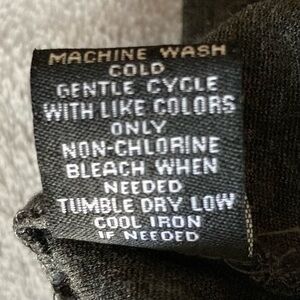 MACHINE WASH
COLD
GENTLE CYCLE
WITH LIKE COLORS
ONLY
NON-CHLORINE
BLEACH WHEN
NEEDED
TUMBLE DRY LOW
COOL IRON
IF NEEDED